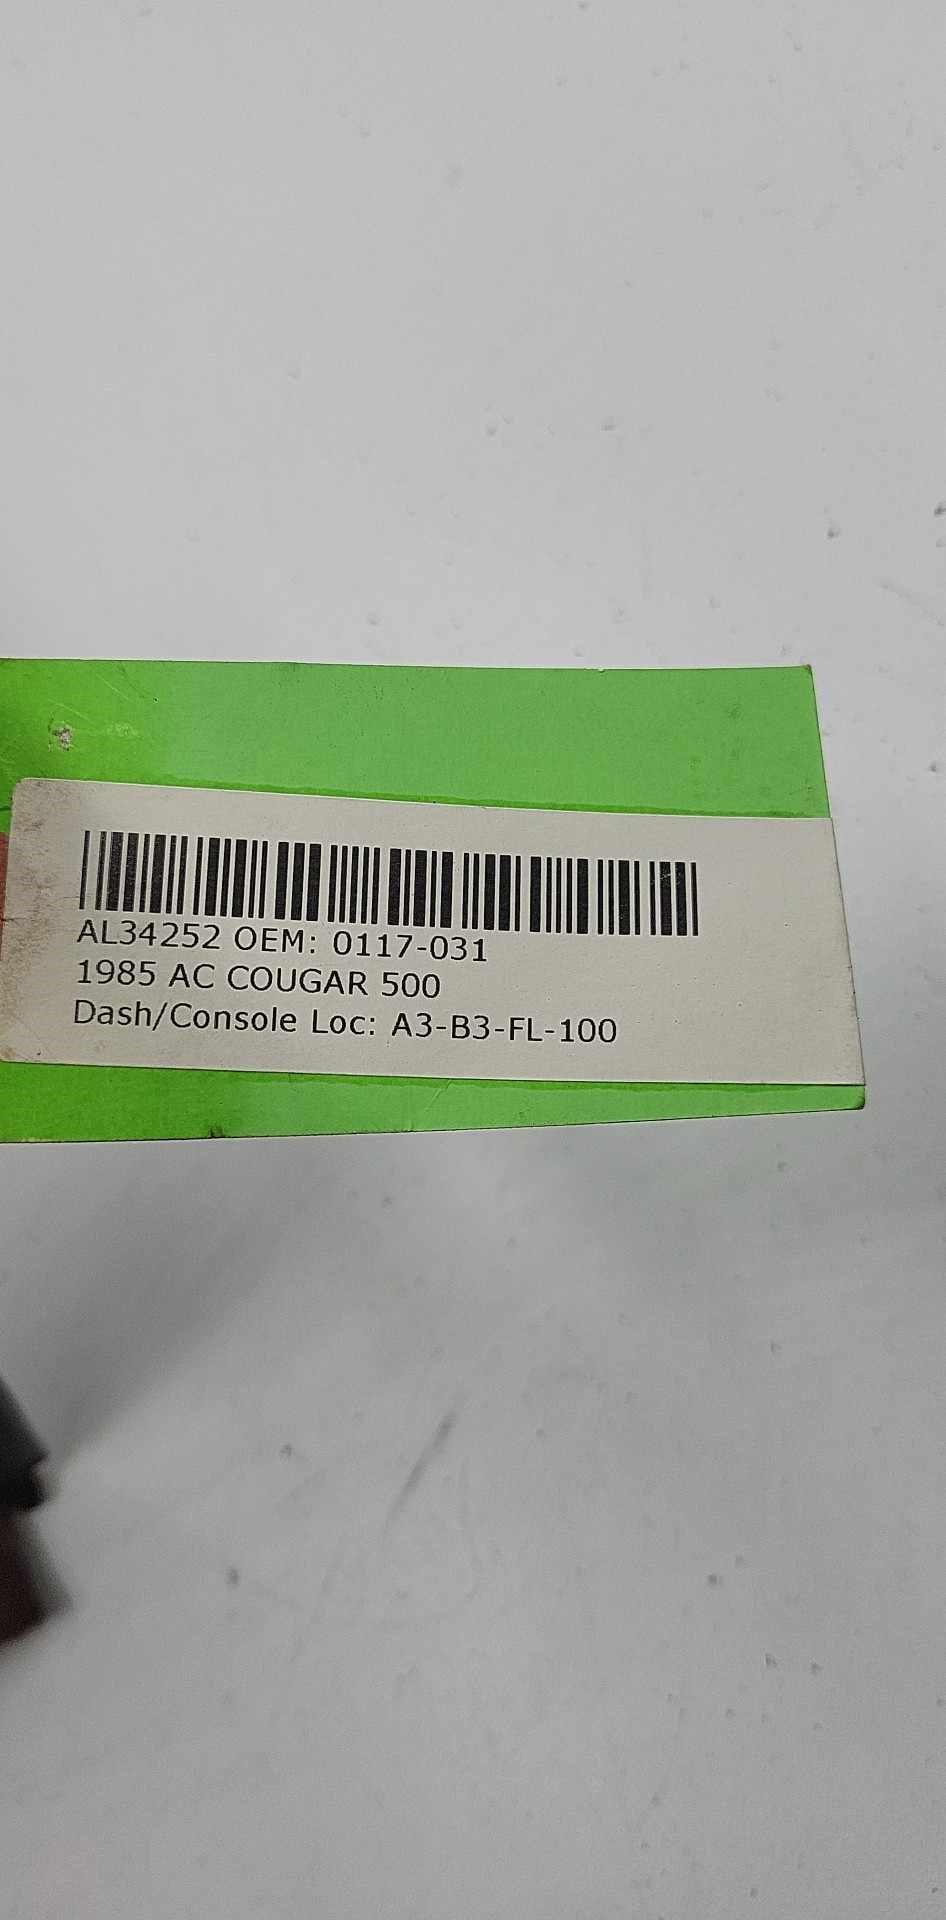 AL34252 OEM: 0117-031
1985 AC COUGAR 500
Dash/Console Loc: A3-B3-FL-100